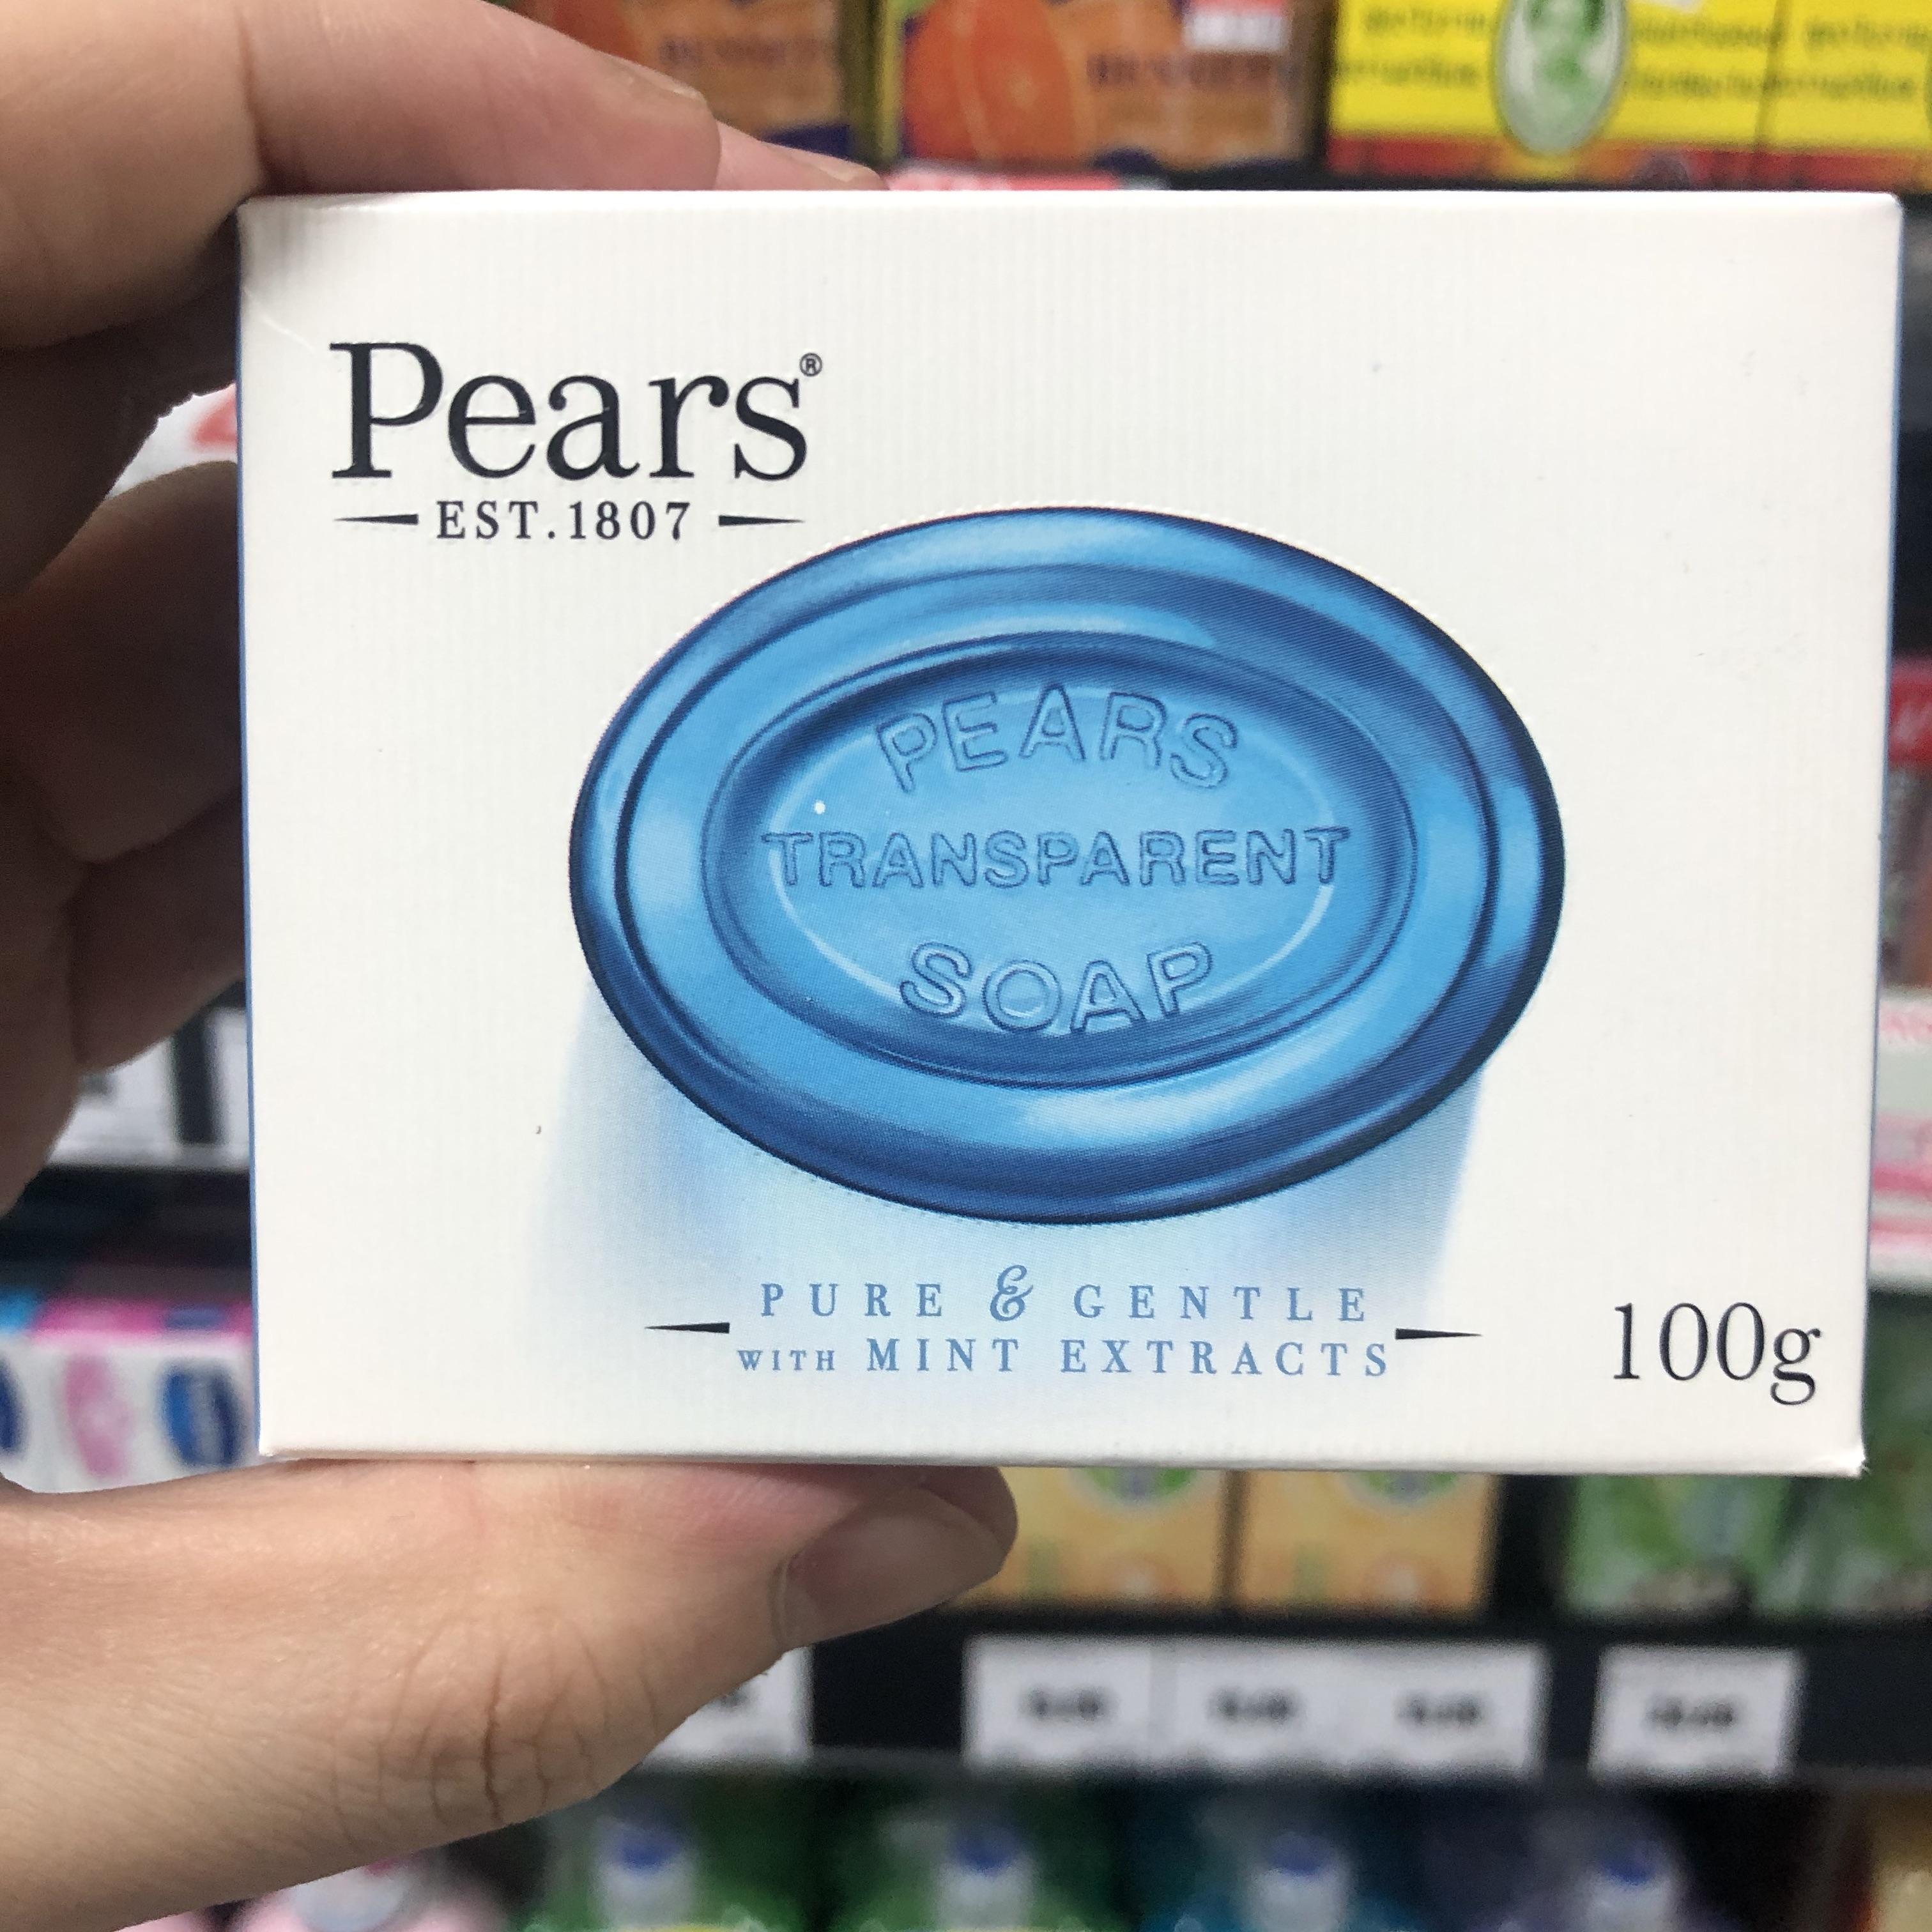 Pears®
EST.1807
PEARS
TRANSPARENT
SOAP
PURE & GENTLE
WITH MINT EXTRACTS
100g